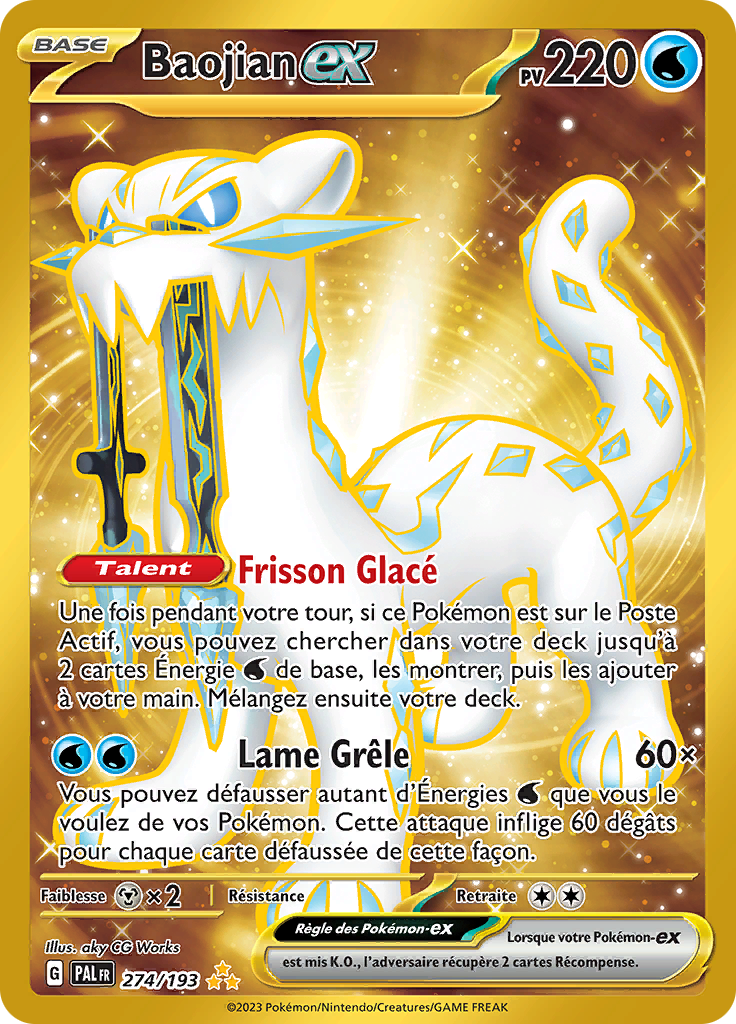 BASE
Baojian ex
PV 220
Talent Frisson Glacé
Une fois pendant votre tour, si ce Pokémon est sur le Poste
Actif, vous pouvez chercher dans votre deck jusqu'à
2 cartes Énergie de base, les montrer, puis les ajouter
à votre main. Mélangez ensuite votre deck.
Lame Grêle 60×
Vous pouvez défausser autant d'Énergies que vous le
voulez de vos Pokémon. Cette attaque inflige 60 dégâts
pour chaque carte défaussée de cette façon.
Faiblesse ×2 Résistance Retraite
Illus. aky CG Works
Règle des Pokémon-ex Lorsque votre Pokémon-ex
est mis K.O., l'adversaire récupère 2 cartes Récompense.
G PAL FR 274/193
©2023 Pokémon/Nintendo/Creatures/GAME FREAK